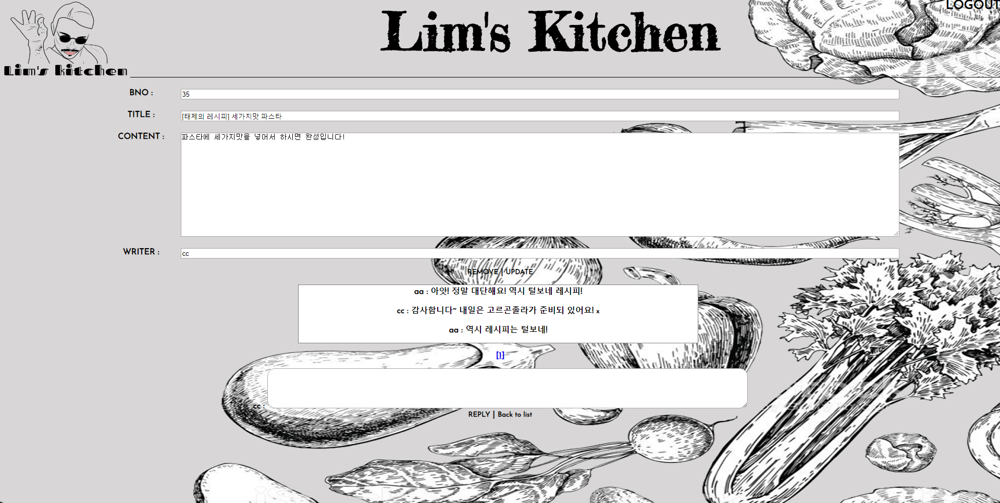 LOGOUT
Lim's Kitchen
Lim's kitchen
BNO : 35
TITLE : [태제의 레시피] 세가지맛 파스타
CONTENT : 파스타에 세가지맛을 넣어서 하시면 완성입니다!
WRITER : cc
REMOVE | UPDATE
aa : 아앗! 정말 대단해요! 역시 털보네 레시피!
cc : 감사함니다~ 내일은 고르곤졸라가 준비되 있어요! x
aa : 역시 레시피는 털보네!
[1]
cc :
REPLY | Back to list